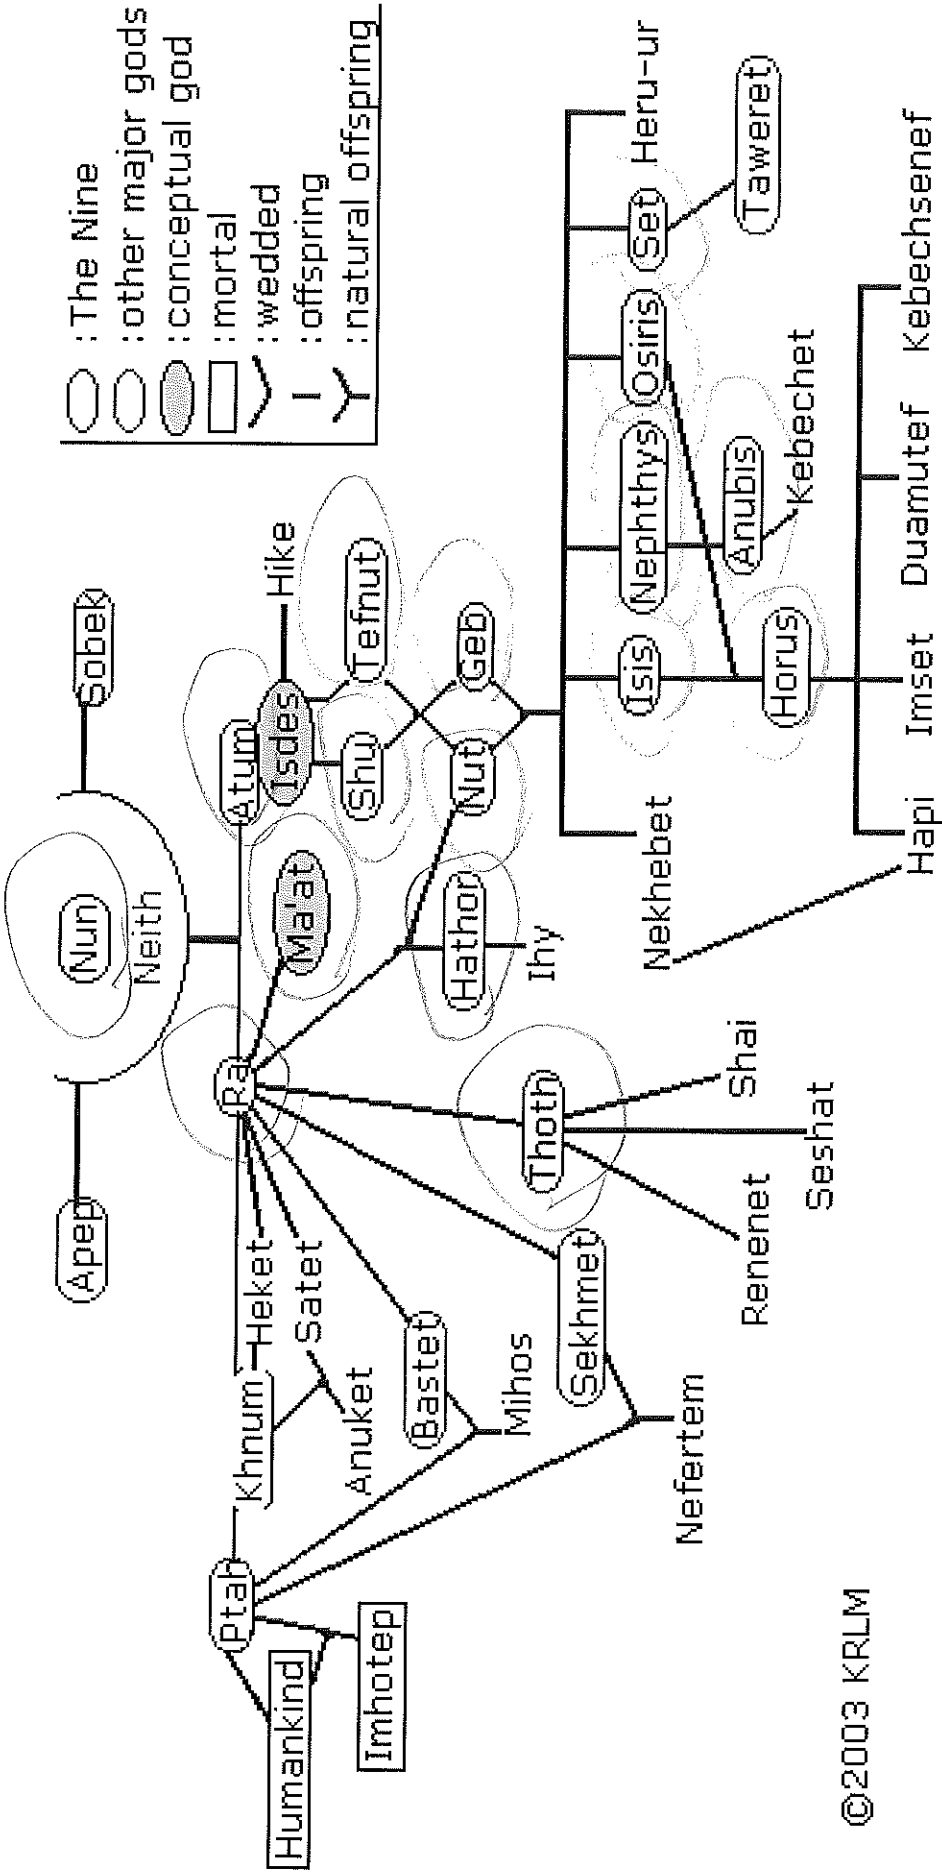 Apep
Nun
Neith
Sobek
Ptah
Khnum
Heket
Ra
Atum
Isdes
Hike
Humankind
Satet
Ma'at
Imhotep
Anuket
Shu
Tefnut
Bastet
Hathor
Nut
Geb
Mihos
Thoth
Ihy
Sekhmet
Nefertem
Nekhebet
Isis
Nephthys
Osiris
Set
Heru-ur
Renenet
Shai
Horus
Anubis
Taweret
Seshat
Kebechet
Hapi
Imset
Duamutef
Kebechsenef
: The Nine
:other major gods
:conceptual god
:mortal
:wedded
:offspring
:natural offspring
©2003 KRLM